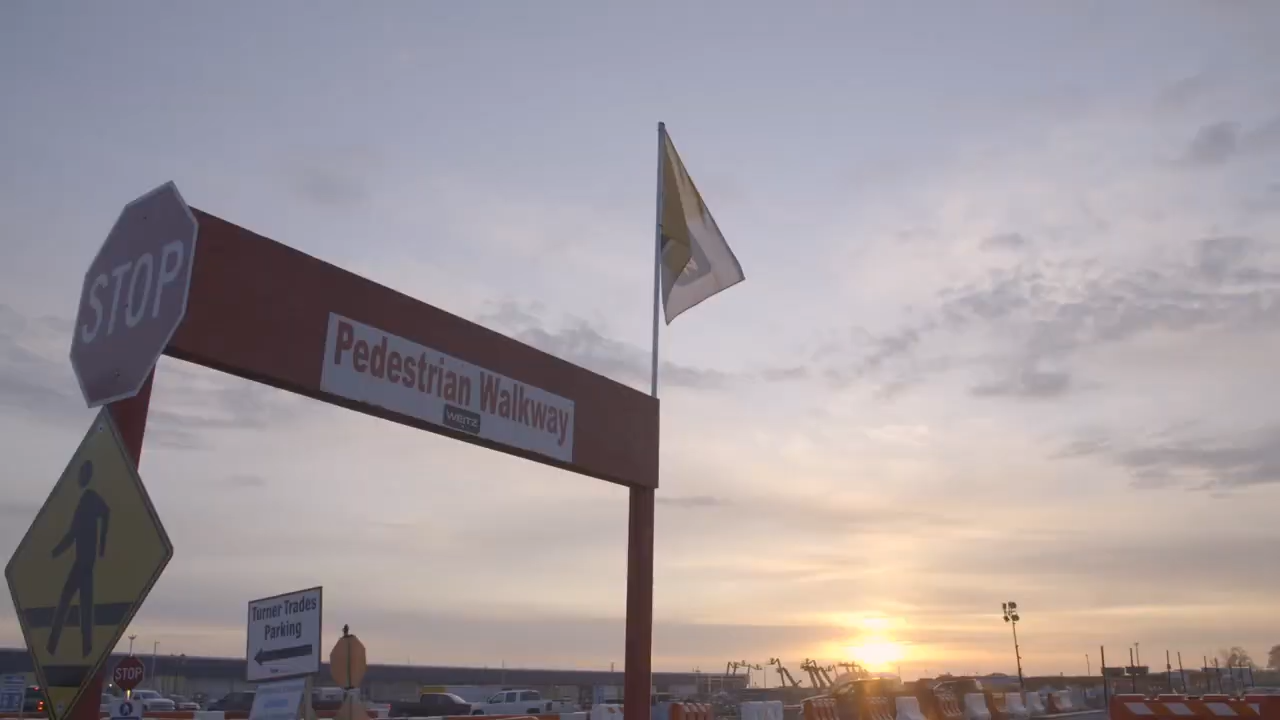 STOP
Pedestrian Walkway
WEITZ
Turner Trades
Parking
STOP